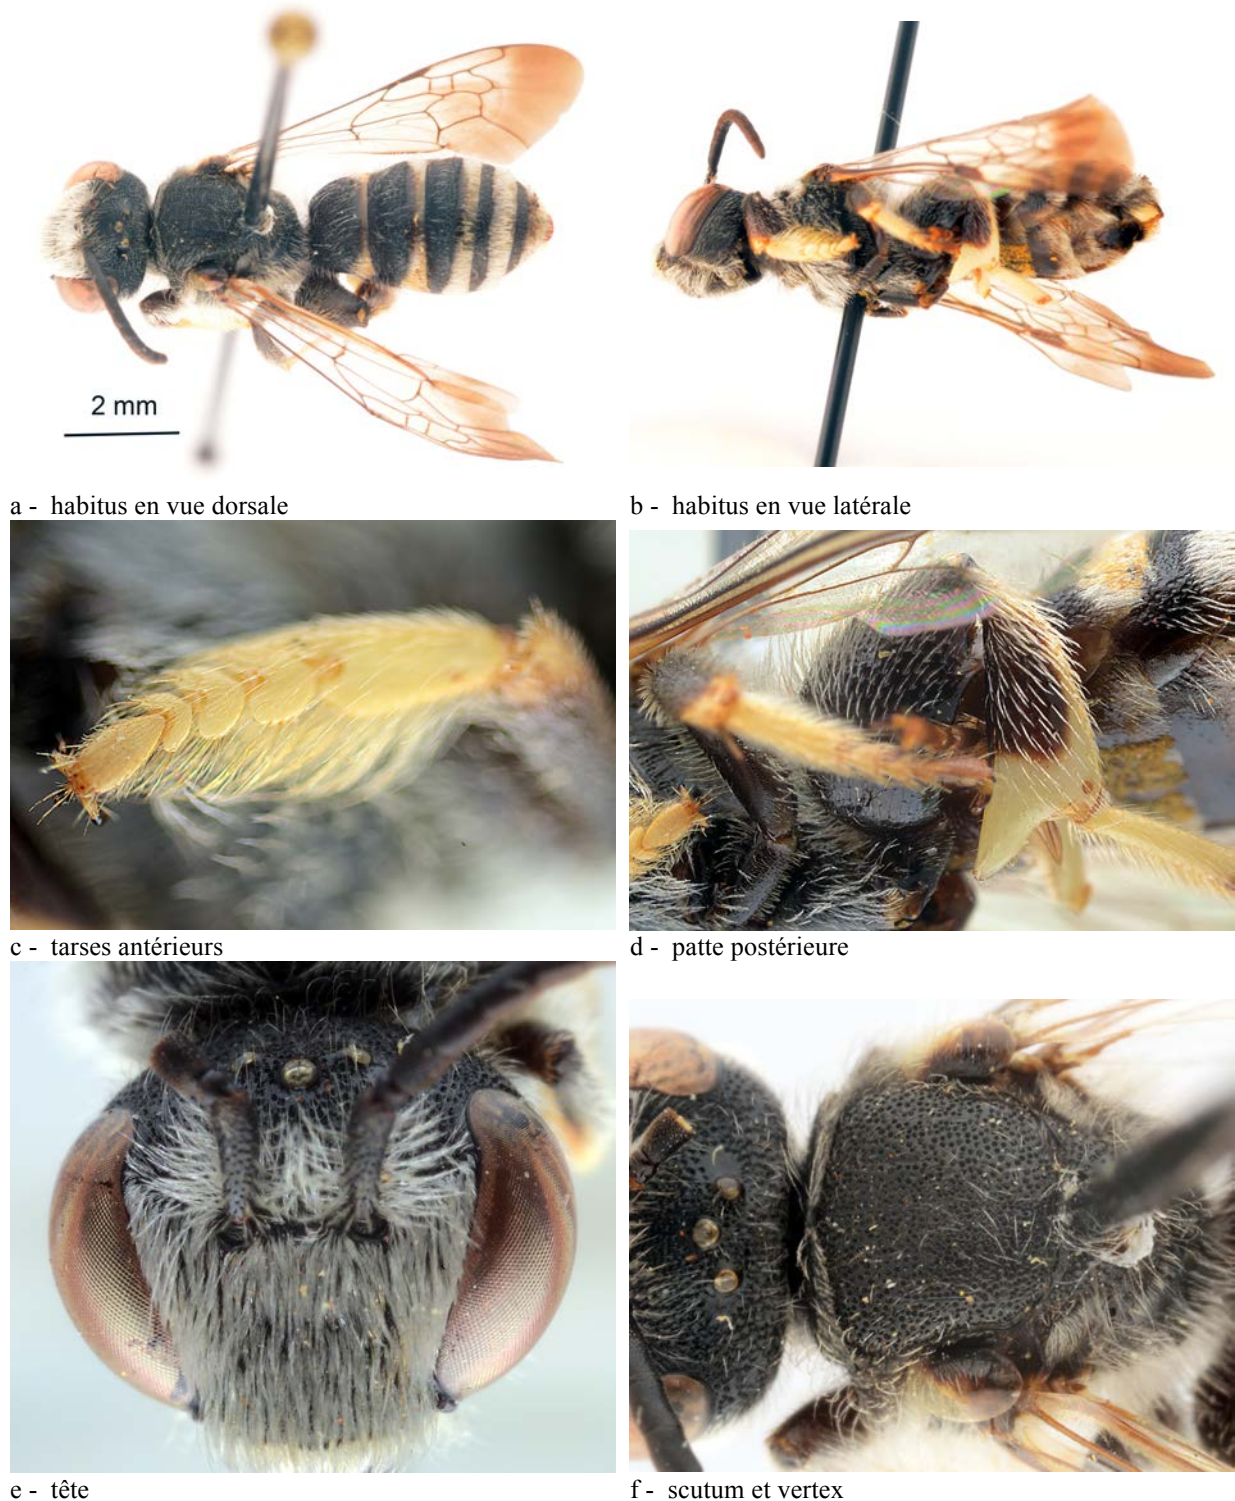 2 mm
a - habitus en vue dorsale
b - habitus en vue latérale
c - tarses antérieurs
d - patte postérieure
e - tête
f - scutum et vertex